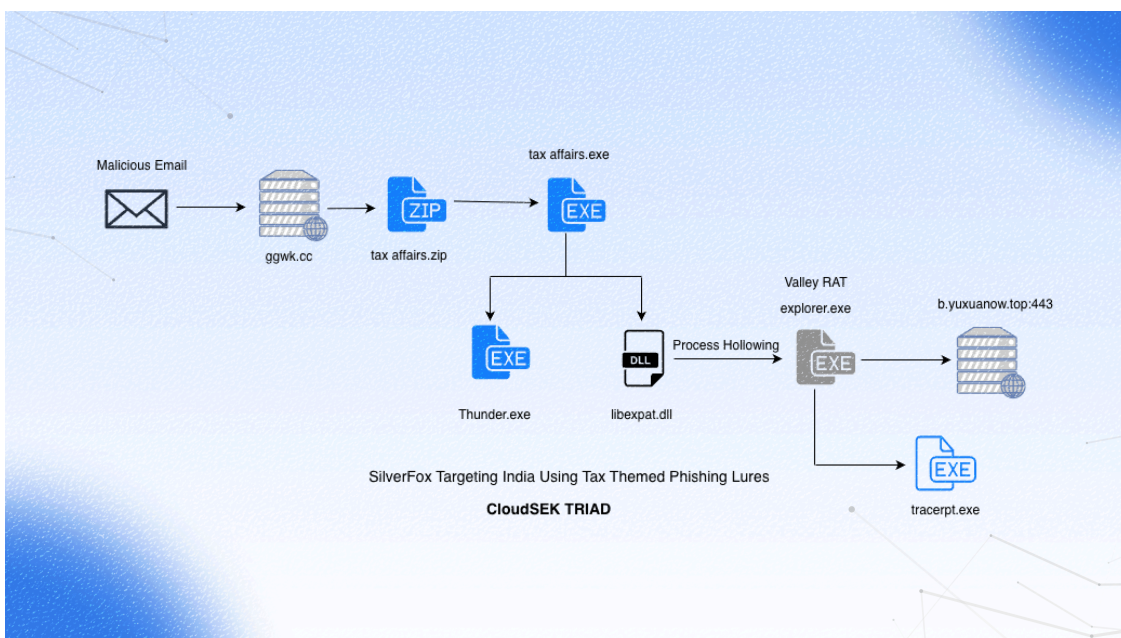 Malicious Email
ggwk.cc
ZIP
tax affairs.zip
tax affairs.exe
EXE
EXE
Thunder.exe
DLL
libexpat.dll
Process Hollowing
Valley RAT
explorer.exe
EXE
b.yuxuanow.top:443
EXE
tracerpt.exe
SilverFox Targeting India Using Tax Themed Phishing Lures
CloudSEK TRIAD